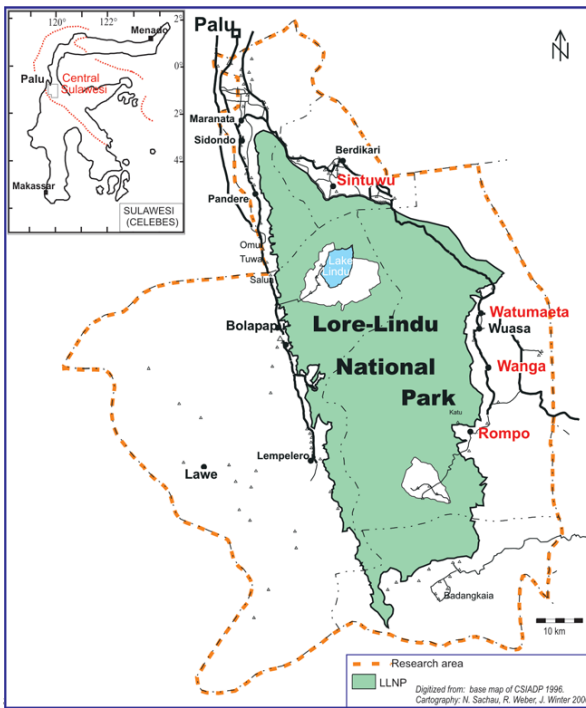 120°
122°
2°
0°
2°
4°
Menado
Palu
Central
Sulawesi
Makassar
SULAWESI
(CELEBES)
Palu
N
Maranata
Sidondo
Berdikari
Sintuwu
Pandere
Omu
Tuwa
Salua
Lake
Lindu
Bolapapu
Lore-Lindu
National
Park
Watumaeta
Wuasa
Wanga
Katu
Rompo
Lempelero
Lawe
Badangkaia
10 km
Research area
LLNP
Digitized from: base map of CSIADP 1996.
Cartography: N. Sachau, R. Weber, J. Winter